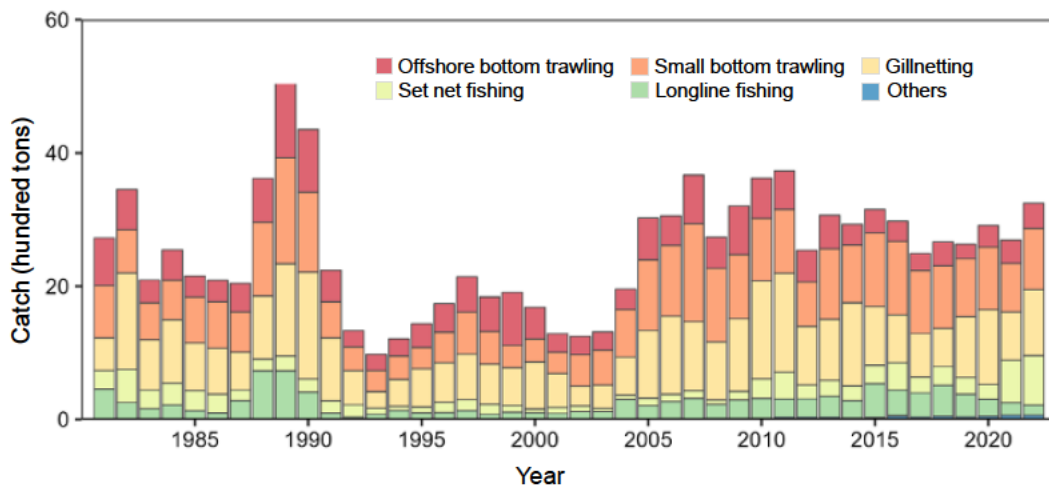 60
Offshore bottom trawling Small bottom trawling Gillnetting
Set net fishing Longline fishing Others
40
20
0
Catch (hundred tons)
1985 1990 1995 2000 2005 2010 2015 2020
Year